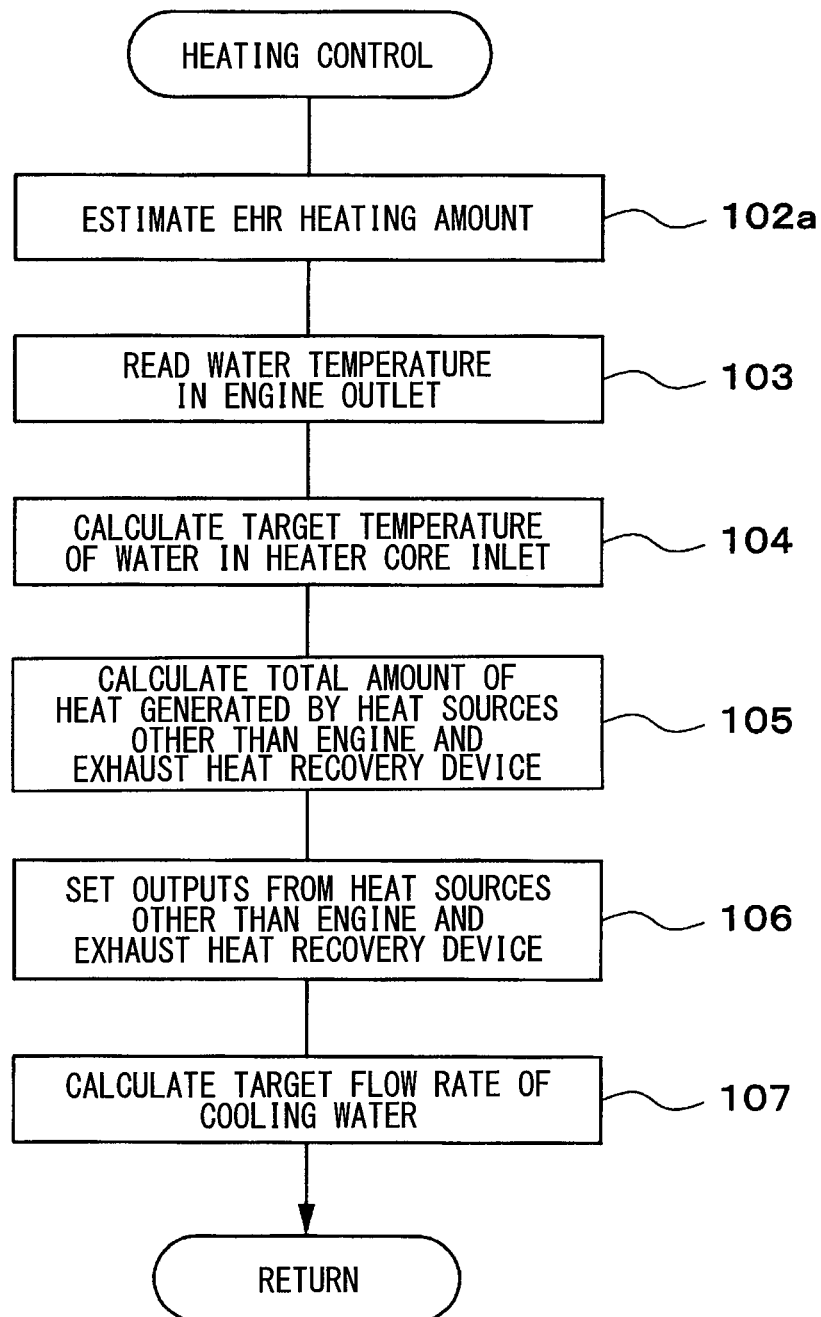 HEATING CONTROL
ESTIMATE EHR HEATING AMOUNT
102a
READ WATER TEMPERATURE
IN ENGINE OUTLET
103
CALCULATE TARGET TEMPERATURE
OF WATER IN HEATER CORE INLET
104
CALCULATE TOTAL AMOUNT OF
HEAT GENERATED BY HEAT SOURCES
OTHER THAN ENGINE AND
EXHAUST HEAT RECOVERY DEVICE
105
SET OUTPUTS FROM HEAT SOURCES
OTHER THAN ENGINE AND
EXHAUST HEAT RECOVERY DEVICE
106
CALCULATE TARGET FLOW RATE OF
COOLING WATER
107
RETURN